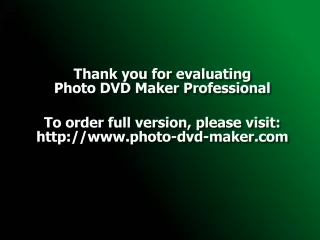 Thank you for evaluating
Photo DVD Maker Professional
To order full version, please visit:
http://www.photo-dvd-maker.com